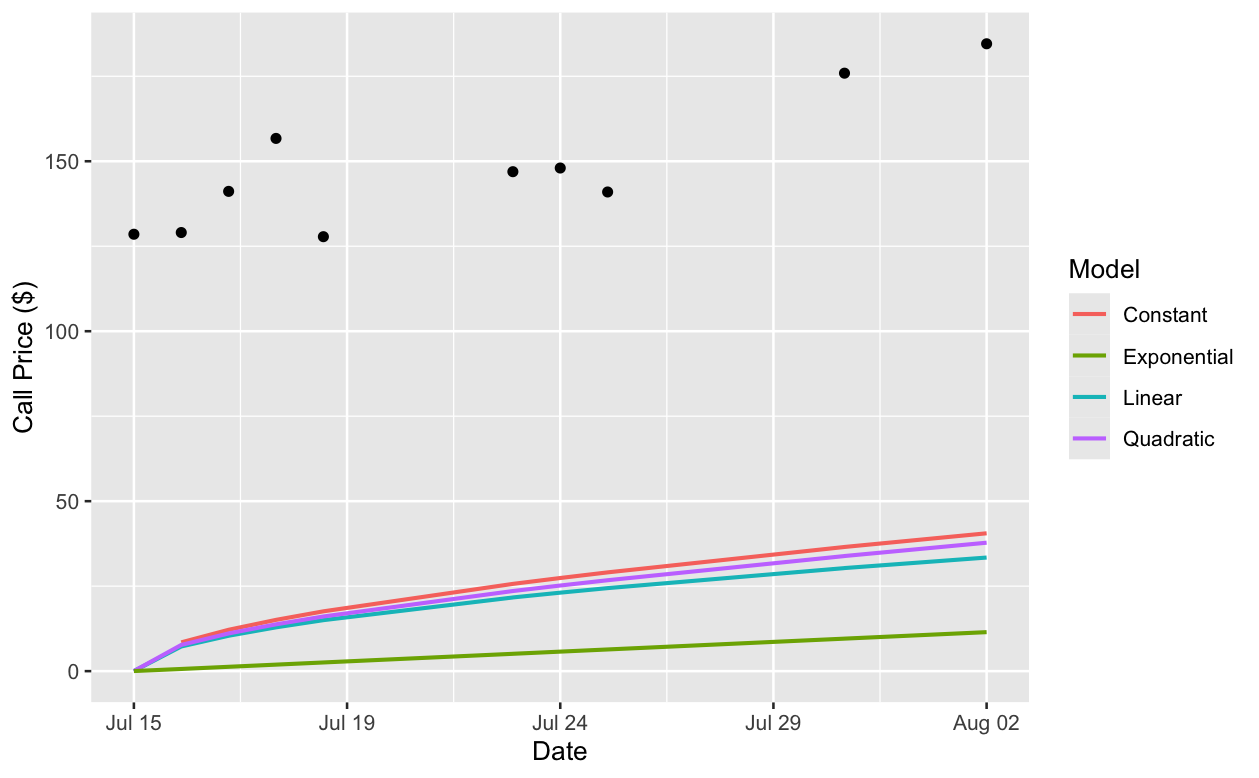 150
100
50
0
Call Price ($)
Jul 15
Jul 19
Jul 24
Jul 29
Aug 02
Date
Model
Constant
Exponential
Linear
Quadratic